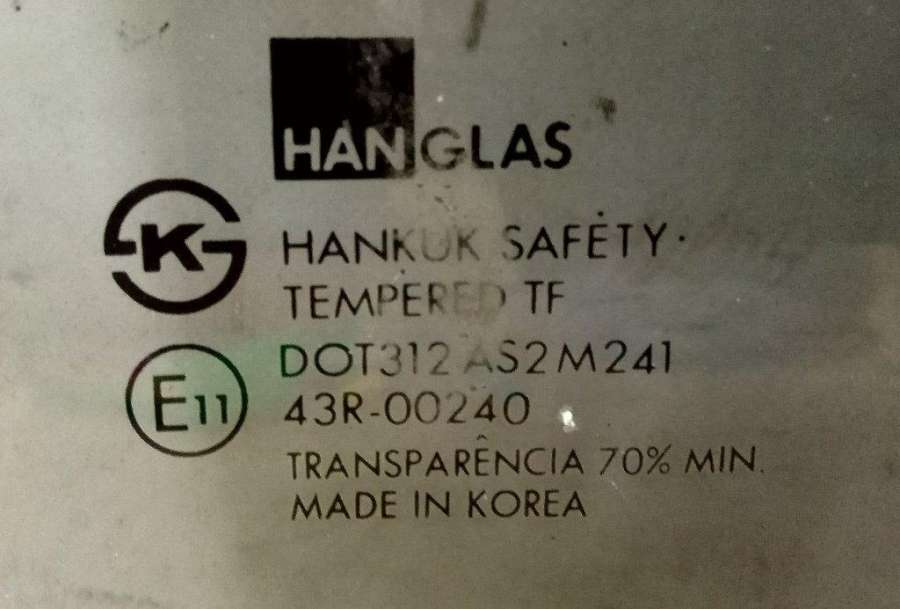 HANGLAS
K
HANKUK SAFETY·
TEMPERED TF
DOT312 AS2 M241
E11
43R-00240
TRANSPARÊNCIA 70% MIN.
MADE IN KOREA